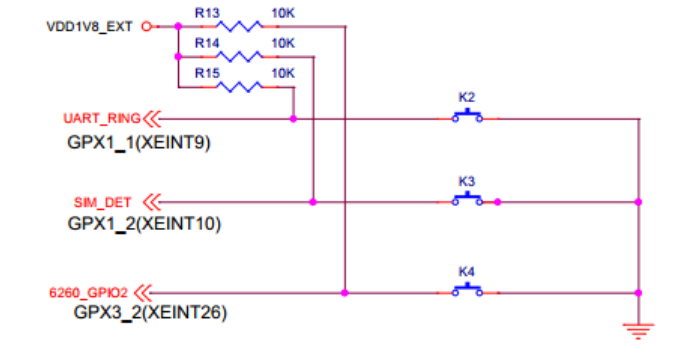 R13 10K
VDD1V8_EXT
R14 10K
R15 10K
K2
UART_RING
GPX1_1(XEINT9)
K3
SIM_DET
GPX1_2(XEINT10)
K4
6260_GPIO2
GPX3_2(XEINT26)